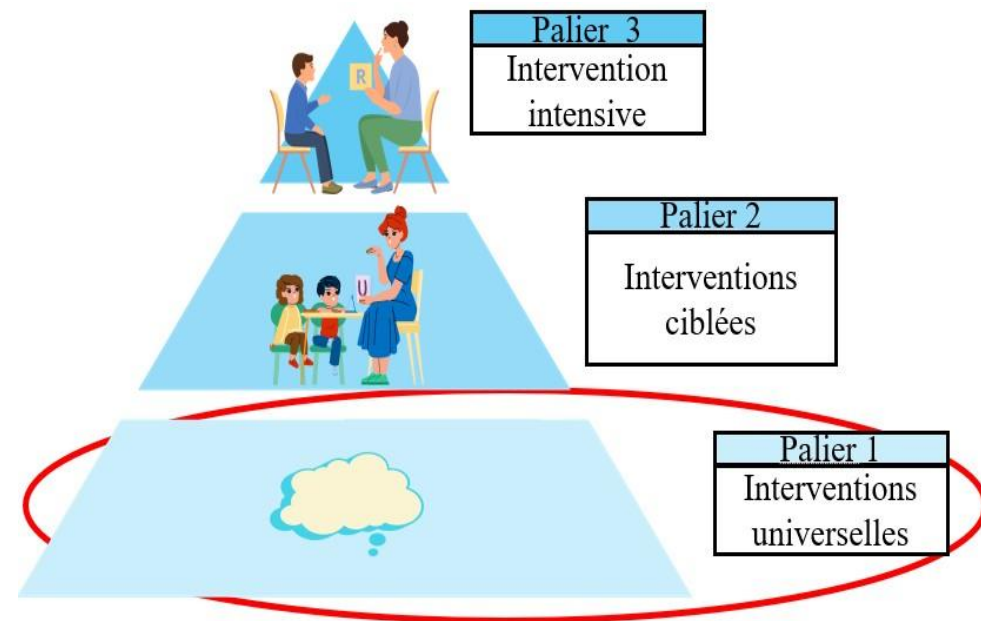 Palier 3
Intervention
intensive
R
Palier 2
Interventions
ciblées
U
Palier 1
Interventions
universelles